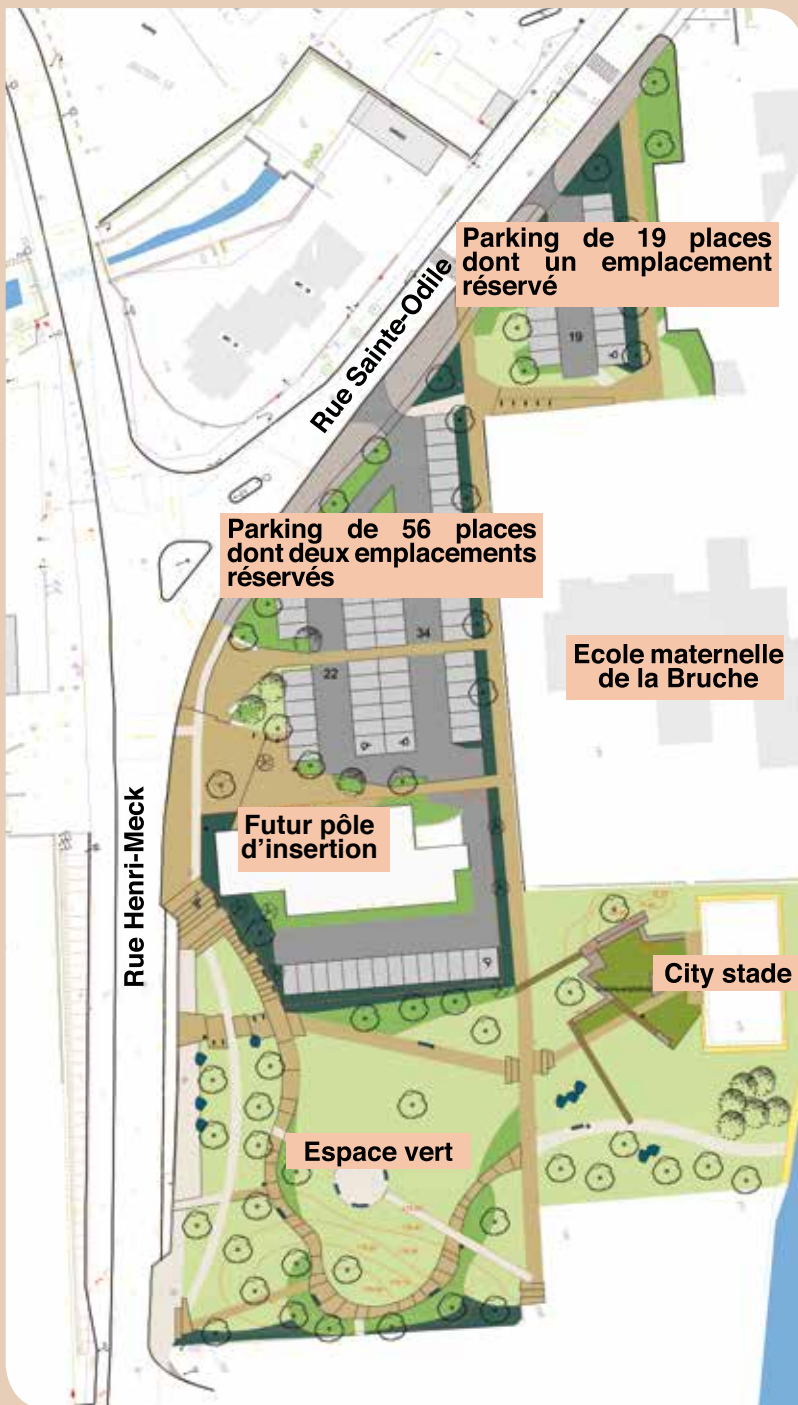 Parking de 19 places
dont un emplacement
réservé
Rue Sainte-Odile
19
Parking de 56 places
dont deux emplacements
réservés
34
22
Ecole maternelle
de la Bruche
Futur pôle
d’insertion
Rue Henri-Meck
City stade
Espace vert